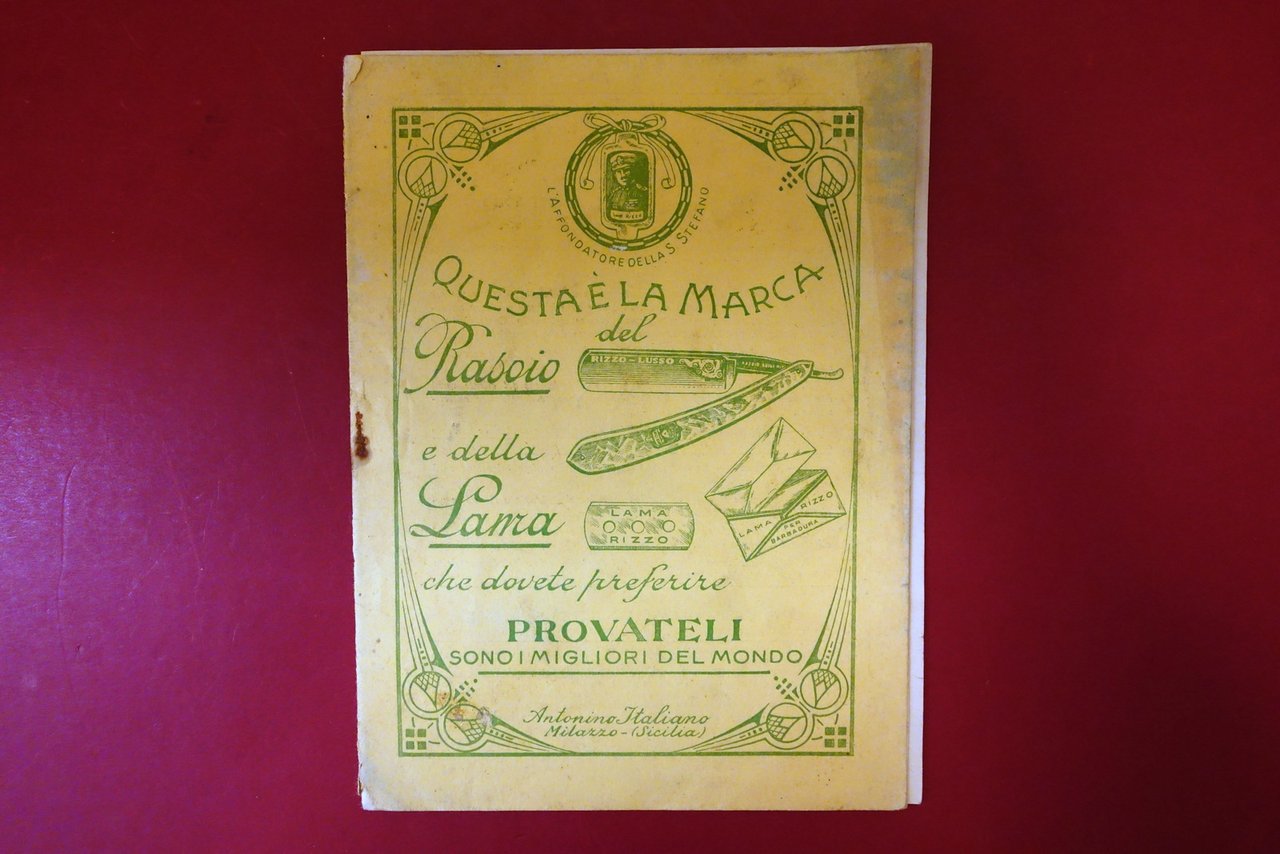 L'AFFONDATORE DELLA S. STEFANO
QUESTA È LA MARCA
del
Rasoio
RIZZO - LUSSO
e della
Lama
LAMA
RIZZO
LAMA RIZZO
PER
BARBADURA
che dovete preferire
PROVATELI
SONO I MIGLIORI DEL MONDO
Antonino Italiano
Milazzo - (Sicilia)